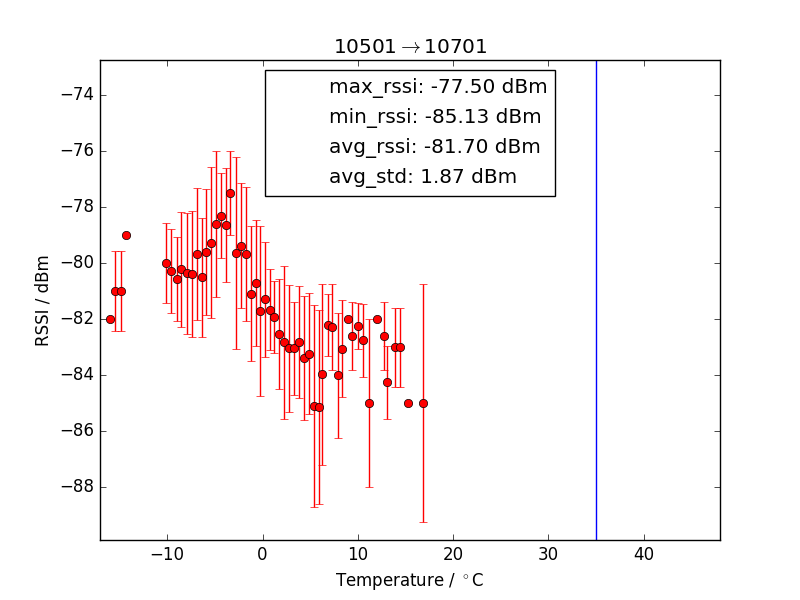 10501→10701
max_rssi: -77.50 dBm
min_rssi: -85.13 dBm
avg_rssi: -81.70 dBm
avg_std: 1.87 dBm
−74
−76
−78
−80
−82
−84
−86
−88
RSSI / dBm
−10 0 10 20 30 40
Temperature / °C